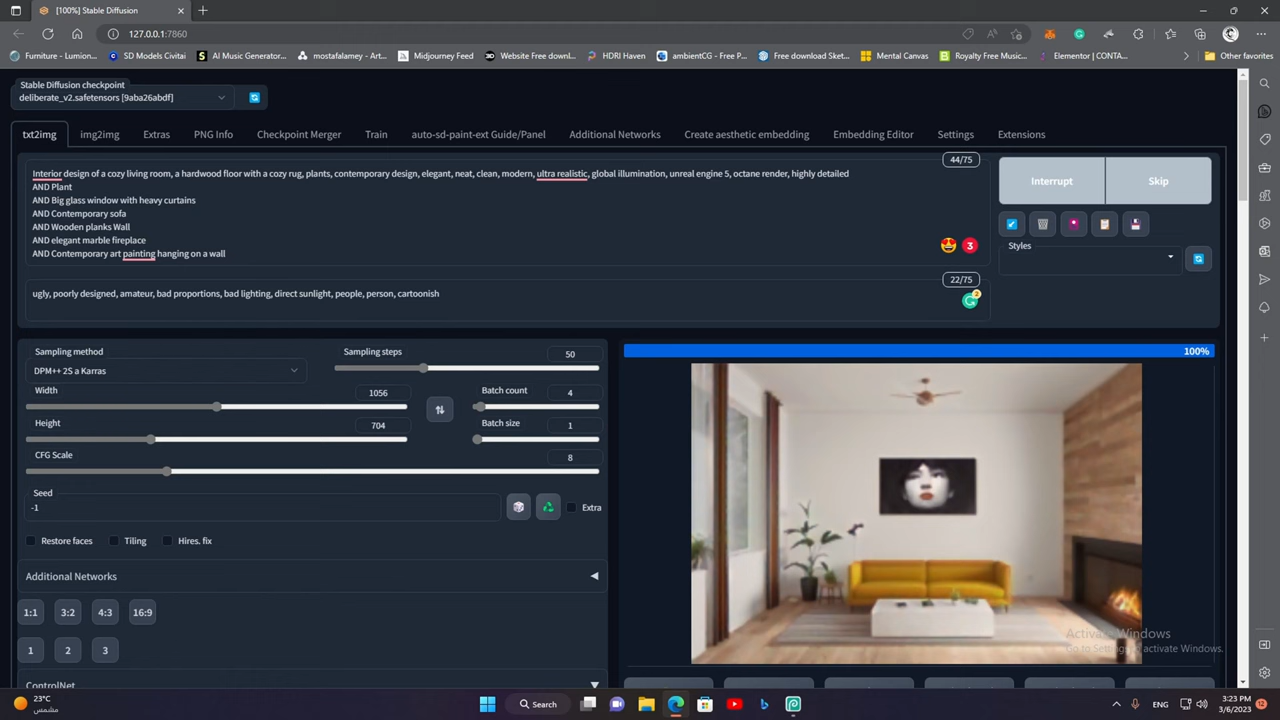 [100%] Stable Diffusion
127.0.0.1:7860
Furniture - Lumion...
SD Models Civitai
AI Music Generator...
mostafalamey - Art...
Midjourney Feed
Website Free downl...
HDRI Haven
ambientCG - Free P...
Free download Sket...
Mental Canvas
Royalty Free Music...
Elementor | CONTA...
Other favorites
Stable Diffusion checkpoint
deliberate_v2.safetensors [9aba26abdf]
txt2img
img2img
Extras
PNG Info
Checkpoint Merger
Train
auto-sd-paint-ext Guide/Panel
Additional Networks
Create aesthetic embedding
Embedding Editor
Settings
Extensions
44/75
Interior design of a cozy living room, a hardwood floor with a cozy rug, plants, contemporary design, elegant, neat, clean, modern, ultra realistic, global illumination, unreal engine 5, octane render, highly detailed
AND Plant
AND Big glass window with heavy curtains
AND Contemporary sofa
AND Wooden planks Wall
AND elegant marble fireplace
AND Contemporary art painting hanging on a wall
3
Interrupt
Skip
Styles
22/75
ugly, poorly designed, amateur, bad proportions, bad lighting, direct sunlight, people, person, cartoonish
2
Sampling method
DPM++ 2S a Karras
Sampling steps
50
Width
1056
Batch count
4
Height
704
Batch size
1
CFG Scale
8
Seed
-1
Extra
Restore faces
Tiling
Hires. fix
Additional Networks
1:1
3:2
4:3
16:9
1
2
3
ControlNet
100%
Activate Windows
Go to Settings to activate Windows.
23°C
مشمس
Search
ENG
3:23 PM
3/6/2023
12